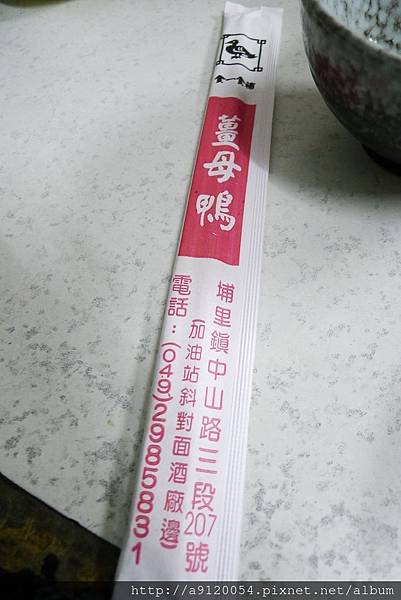 薑母鴨
埔里鎮中山路三段207號
(加油站斜對面酒廠邊)
電話：(049)2985831
http://a9120054.pixnet.net/album